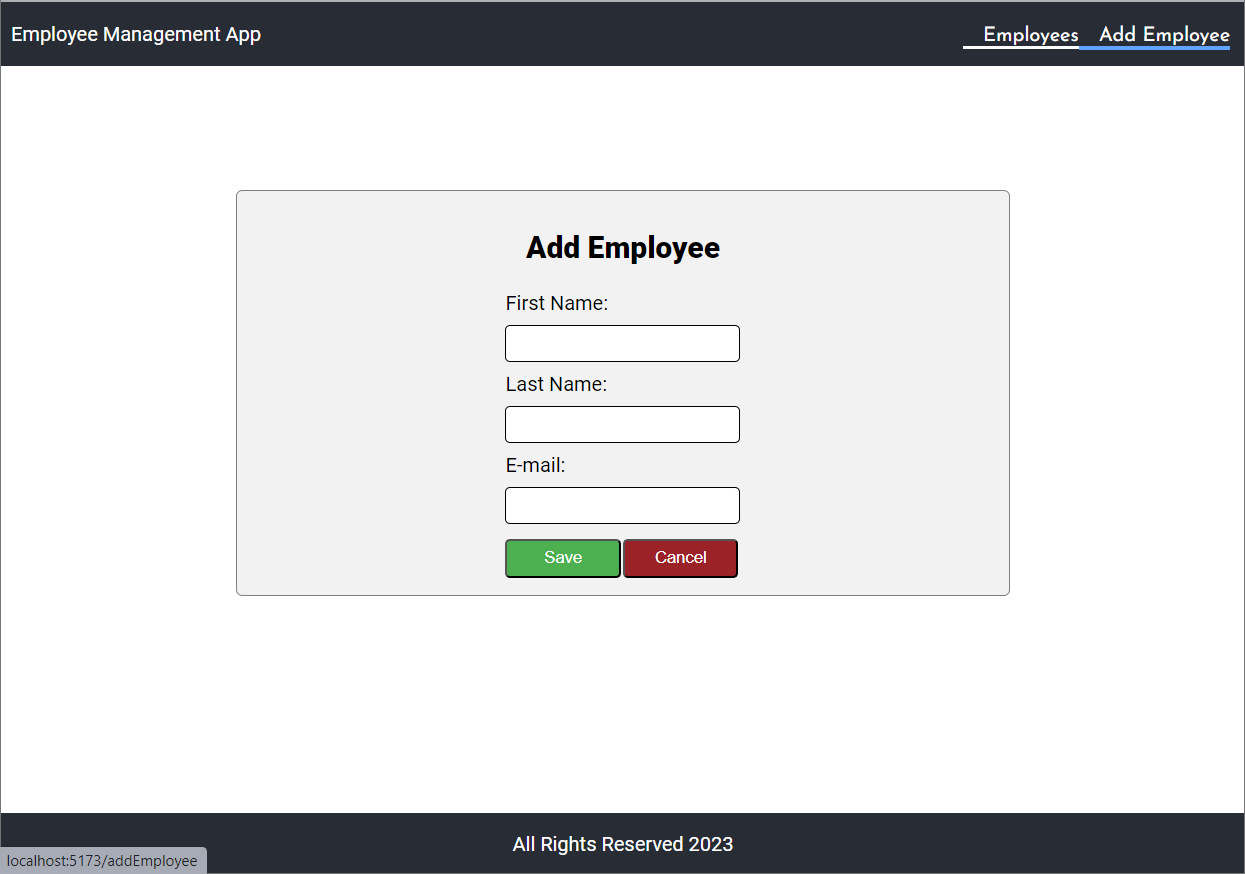 Employee Management App
Employees Add Employee
Add Employee
First Name:
Last Name:
E-mail:
Save Cancel
All Rights Reserved 2023
localhost:5173/addEmployee